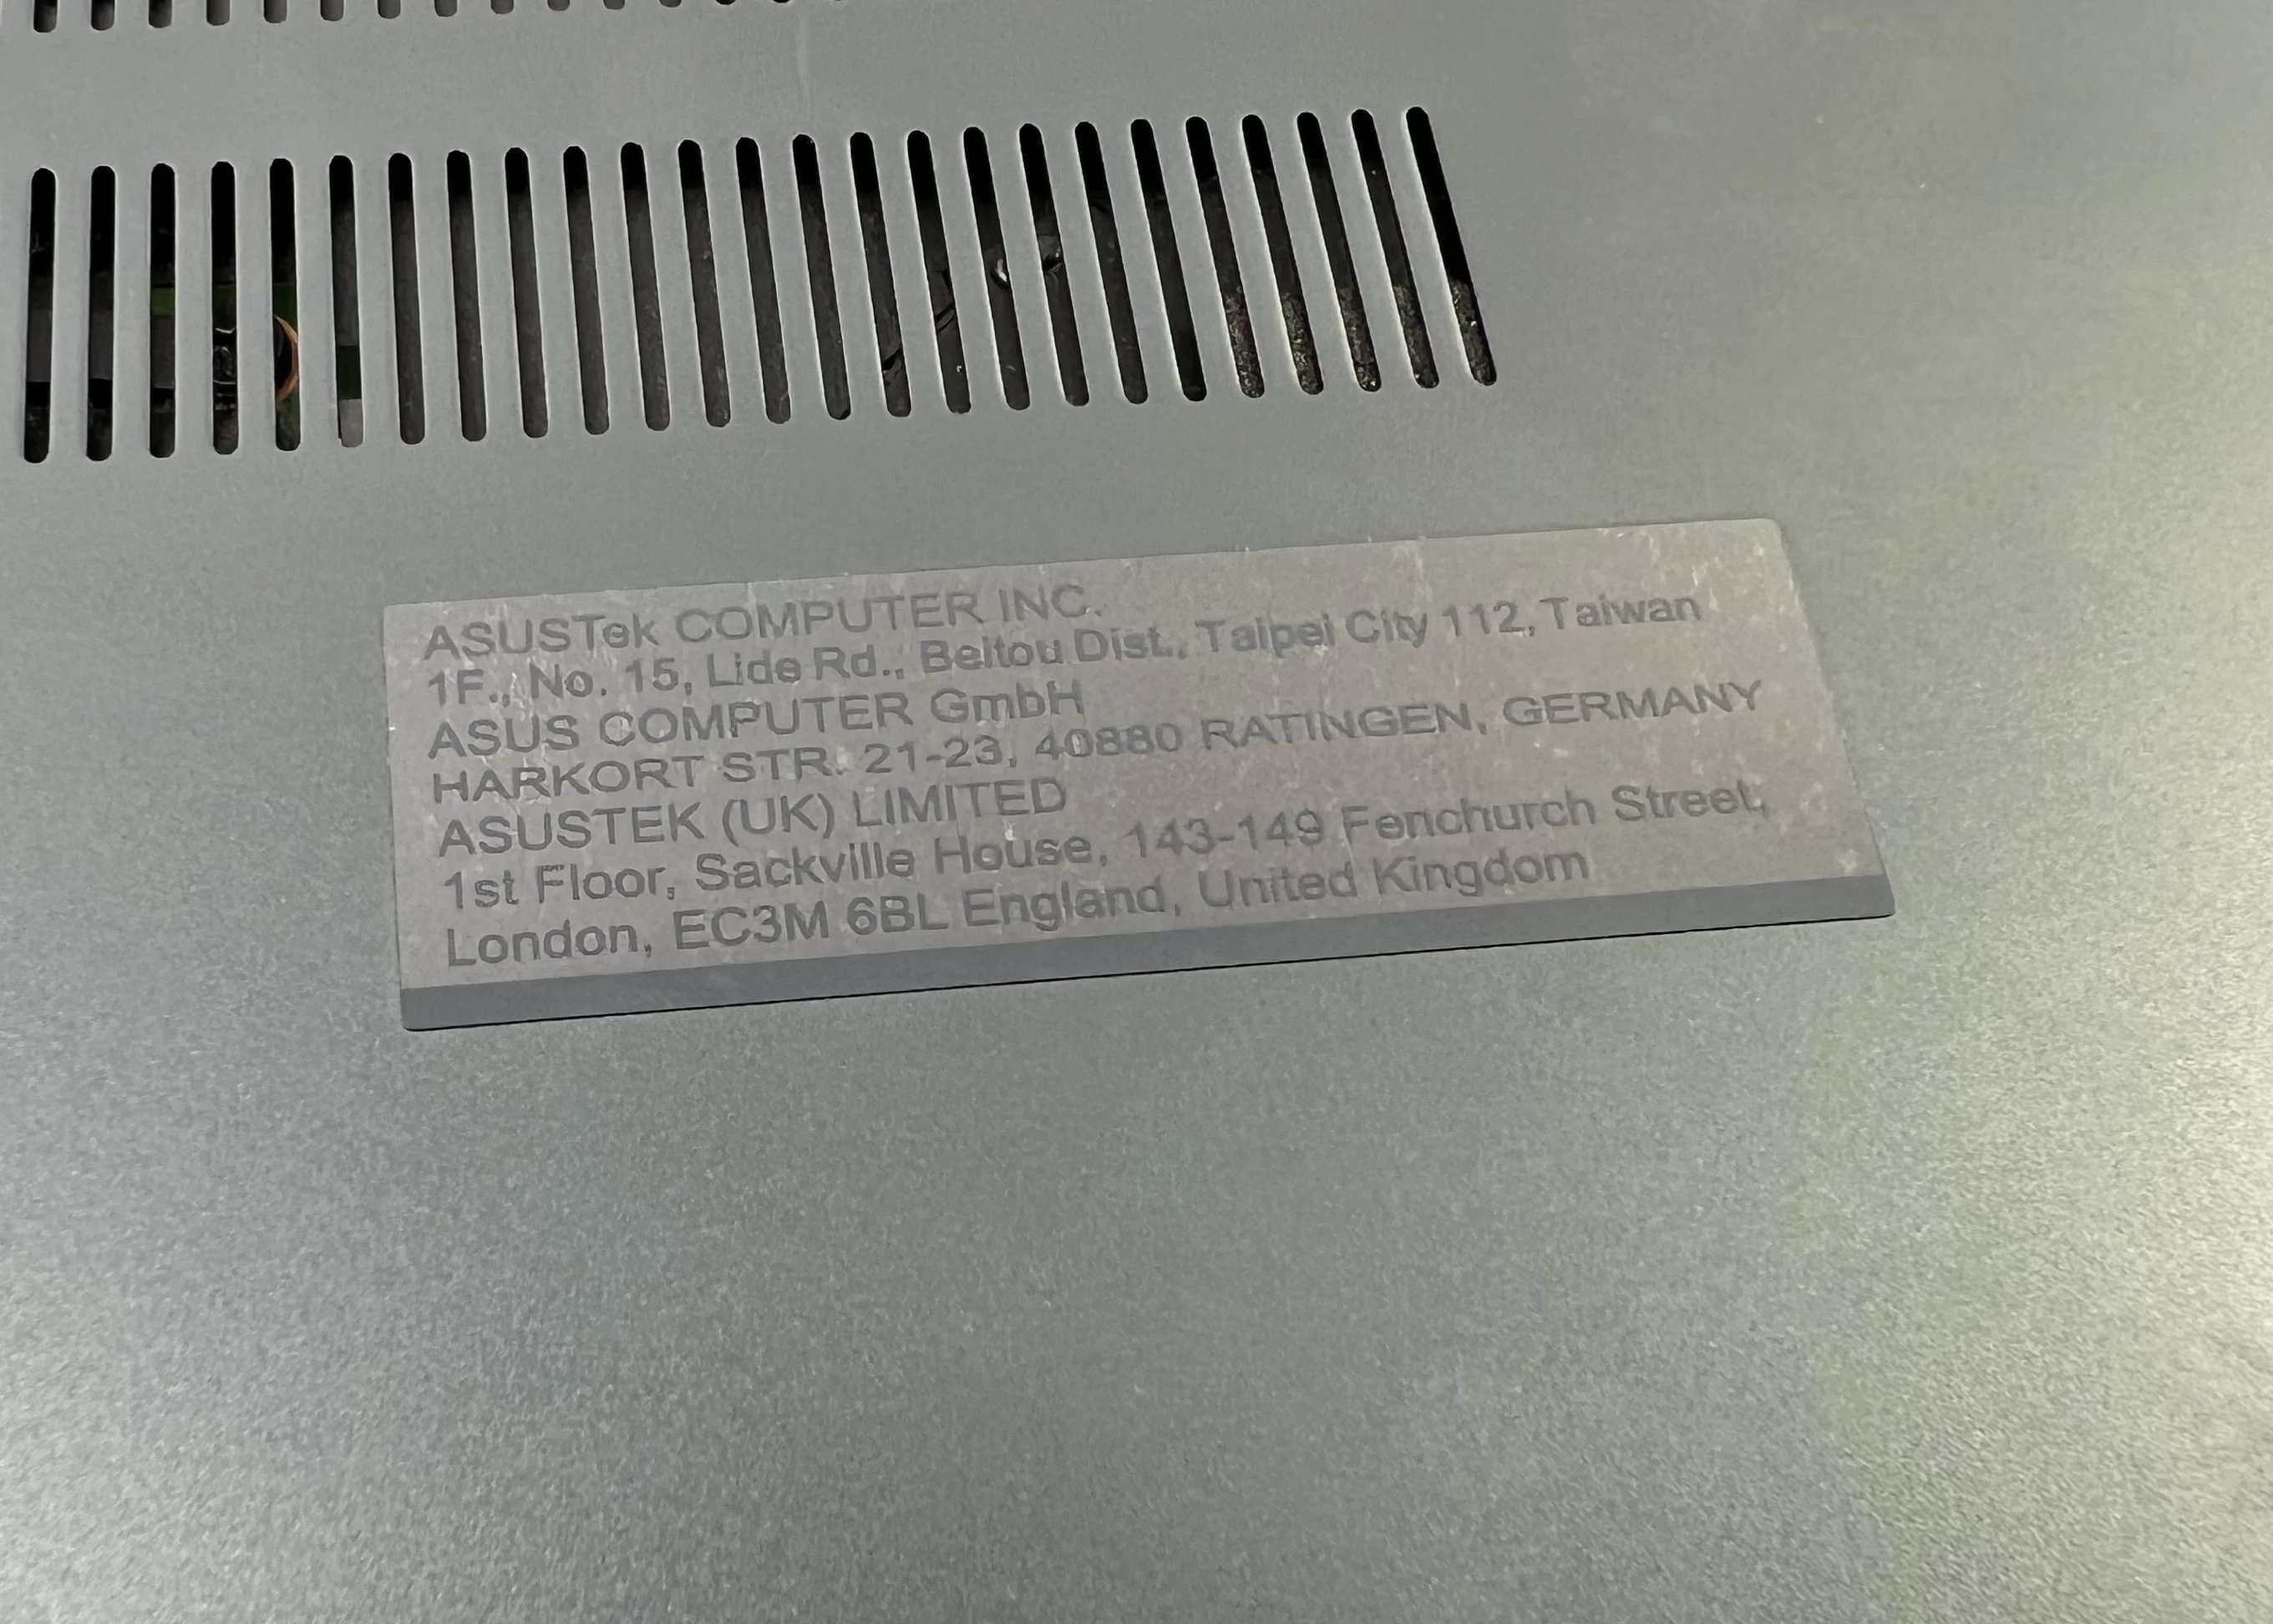 ASUSTek COMPUTER INC.
1F., No. 15, Lide Rd., Beitou Dist., Taipei City 112, Taiwan
ASUS COMPUTER GmbH
HARKORT STR. 21-23, 40880 RATINGEN, GERMANY
ASUSTEK (UK) LIMITED
1st Floor, Sackville House, 143-149 Fenchurch Street,
London, EC3M 6BL England, United Kingdom